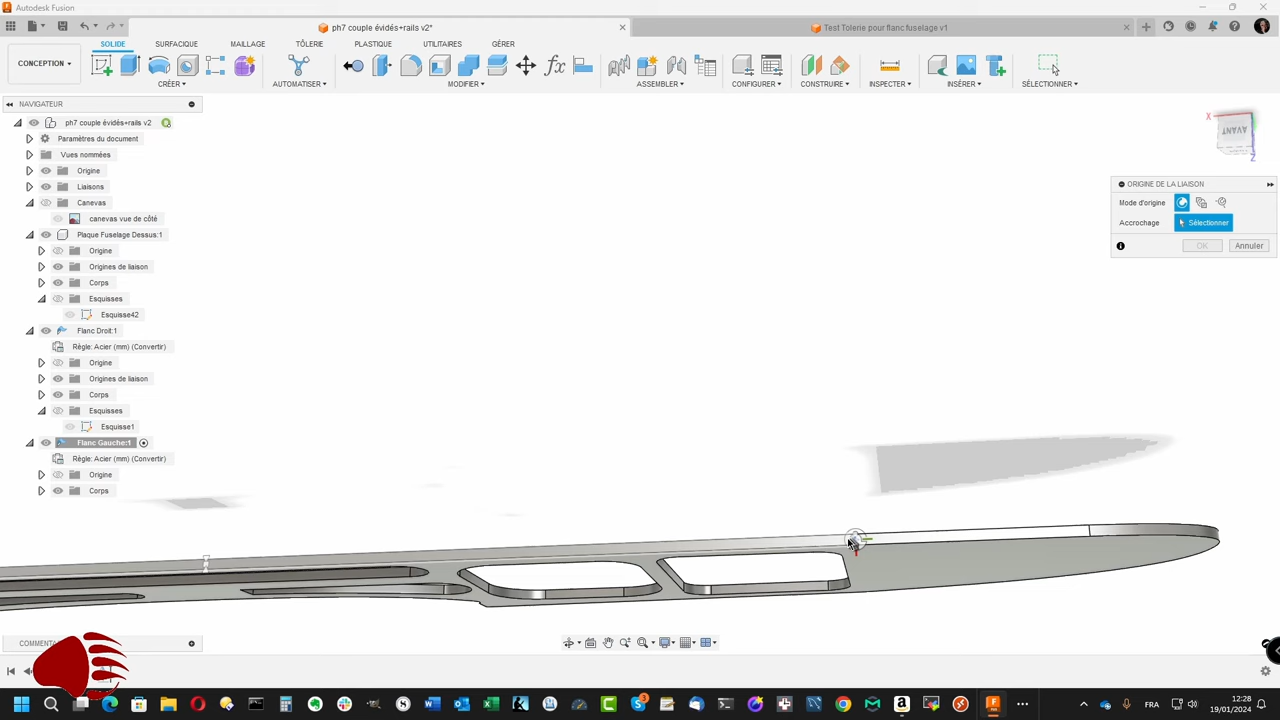 Autodesk Fusion
ph7 couple évidés+rails v2*
Test Tolerie pour flanc fuselage v1
SOLIDE
SURFACIQUE
MAILLAGE
TÔLERIE
PLASTIQUE
UTILITAIRES
GÉRER
CONCEPTION
CRÉER
AUTOMATISER
MODIFIER
ASSEMBLER
CONFIGURER
CONSTRUIRE
INSPECTER
INSÉRER
SÉLECTIONNER
NAVIGATEUR
ph7 couple évidés+rails v2
Paramètres du document
Vues nommées
Origine
Liaisons
Canevas
canevas vue de côté
Plaque Fuselage Dessus:1
Origine
Origines de liaison
Corps
Esquisses
Esquisse42
Flanc Droit:1
Règle: Acier (mm) (Convertir)
Origine
Origines de liaison
Corps
Esquisses
Esquisse1
Flanc Gauche:1
Règle: Acier (mm) (Convertir)
Origine
Corps
X
AVANT
Z
ORIGINE DE LA LIAISON
Mode d'origine
Accrochage
Sélectionner
OK
Annuler
COMMENTA
FRA
12:28
19/01/2024